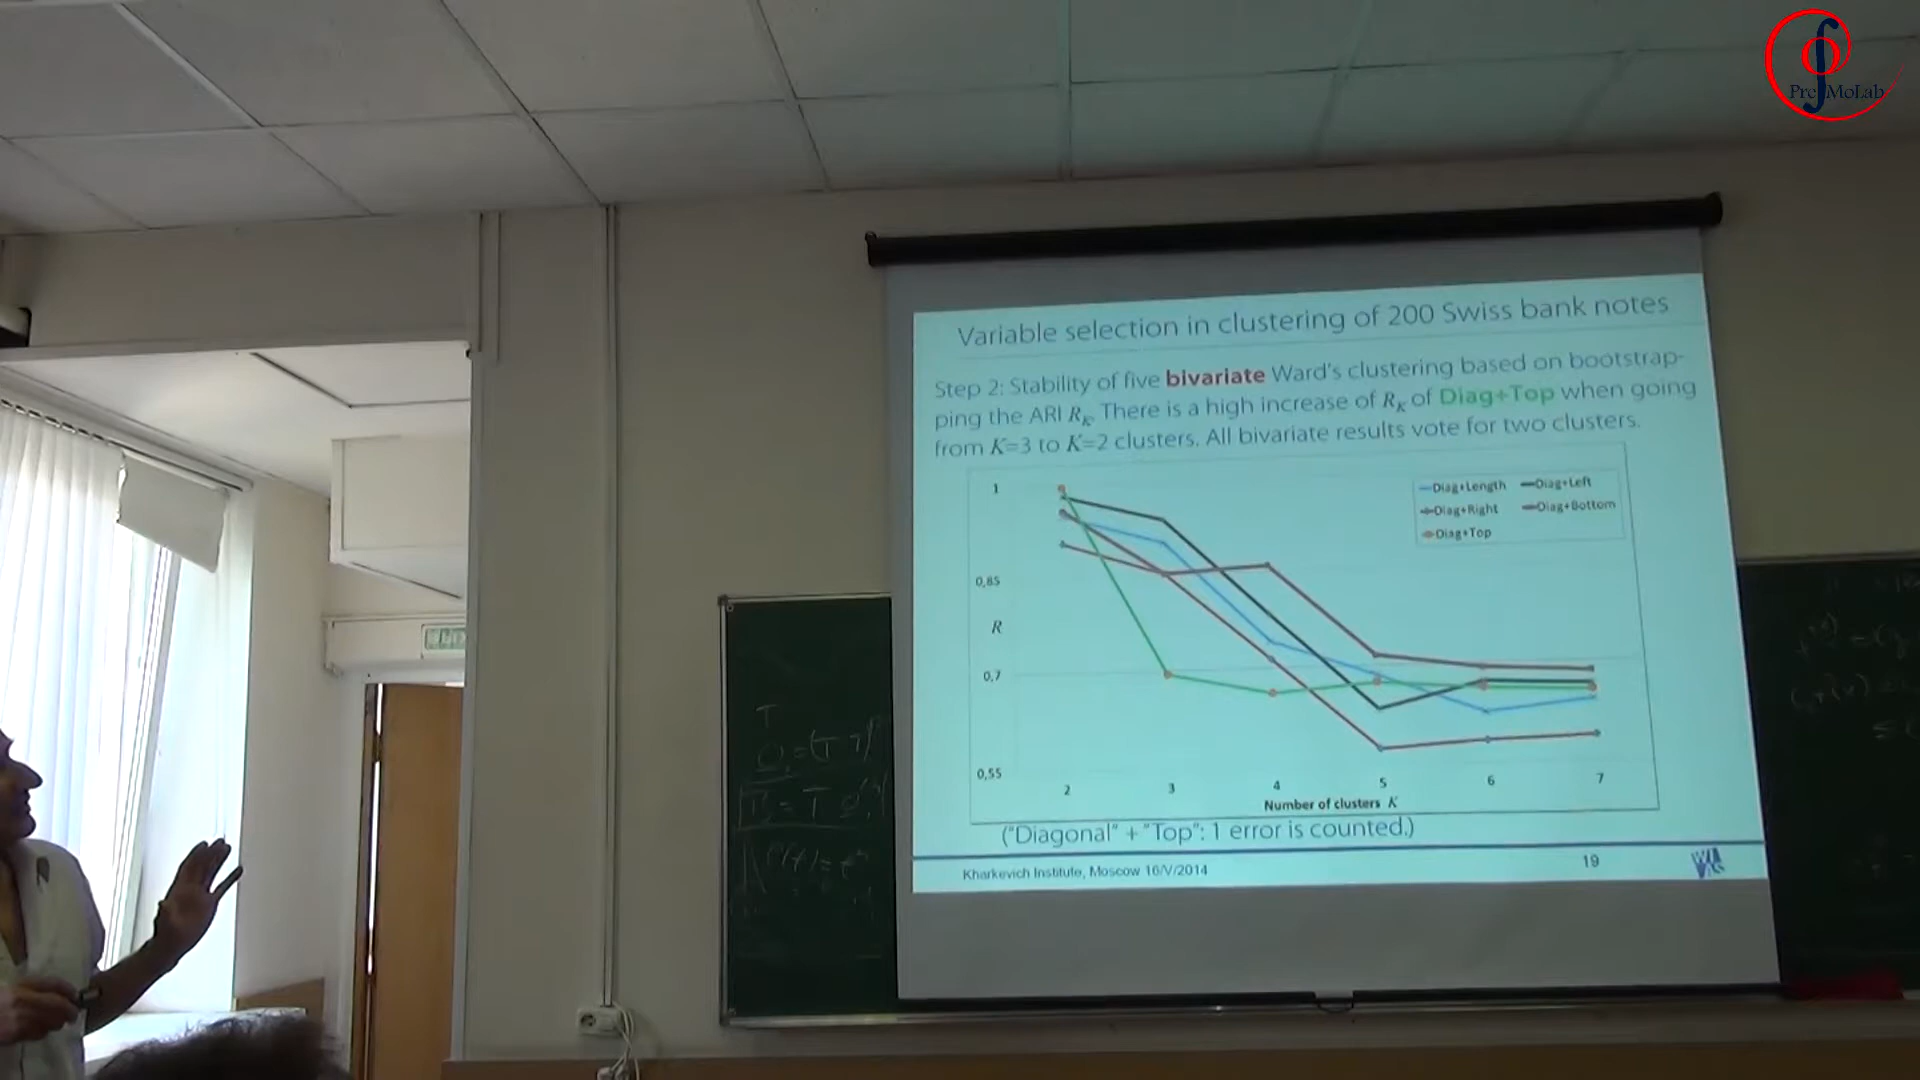 PreMoLab
Variable selection in clustering of 200 Swiss bank notes
Step 2: Stability of five bivariate Ward's clustering based on bootstrap-
ping the ARI R_K. There is a high increase of R_K of Diag+Top when going
from K=3 to K=2 clusters. All bivariate results vote for two clusters.
Diag+Length Diag+Left
Diag+Right Diag+Bottom
Diag+Top
1
0,85
R
0,7
0,55
2 3 4 5 6 7
Number of clusters K
("Diagonal" + "Top": 1 error is counted.)
Kharkevich Institute, Moscow 16/V/2014
19